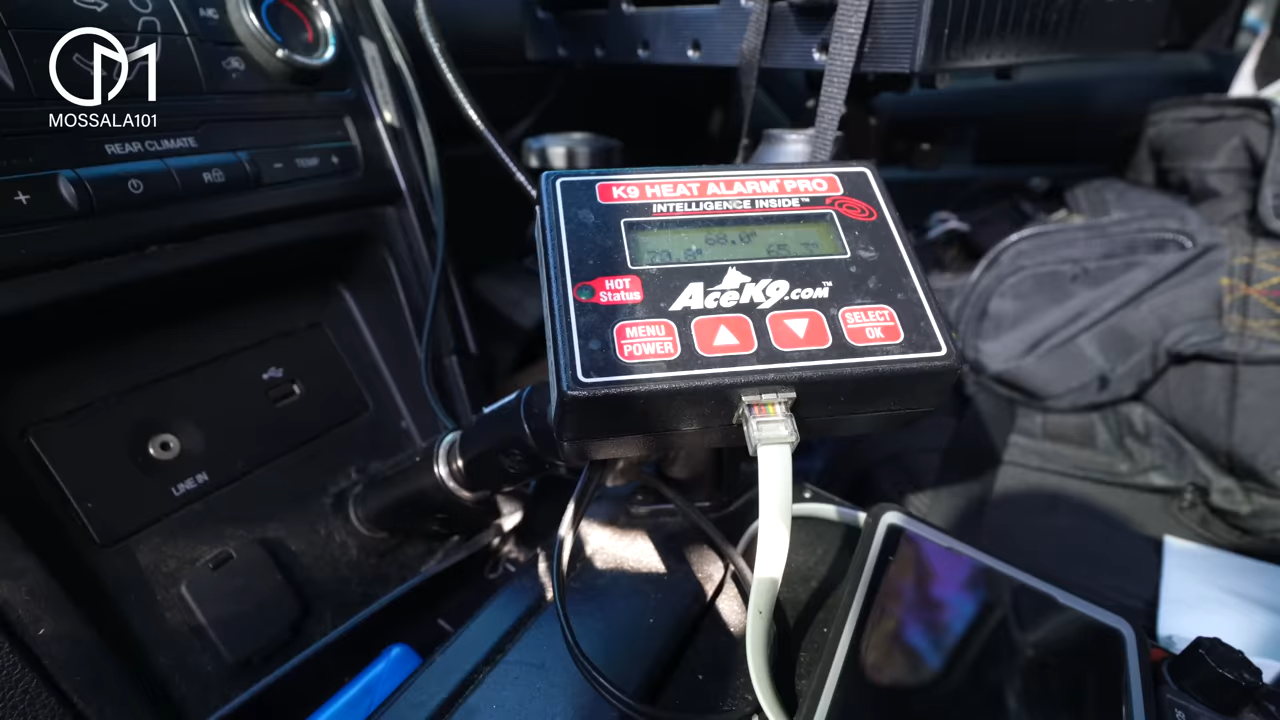 MOSSALA101
A/C
REAR CLIMATE
- TEMP +
+
R
K9 HEAT ALARM PRO
INTELLIGENCE INSIDE™
68.0°
HOT
Status
ACEK9.COM™
MENU
POWER
SELECT
OK
LINE IN